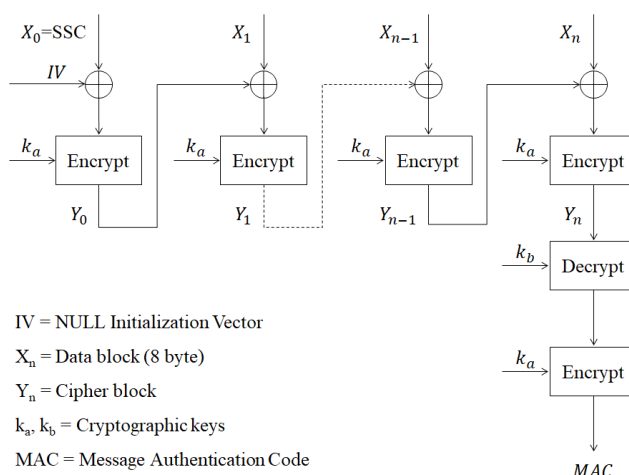 X₀=SSC X₁ Xₙ₋₁ Xₙ
IV
kₐ Encrypt kₐ Encrypt kₐ Encrypt kₐ Encrypt
Y₀ Y₁ Yₙ₋₁ Yₙ
k_b Decrypt
IV = NULL Initialization Vector
Xₙ = Data block (8 byte)
kₐ Encrypt
Yₙ = Cipher block
kₐ, k_b = Cryptographic keys
MAC = Message Authentication Code
MAC